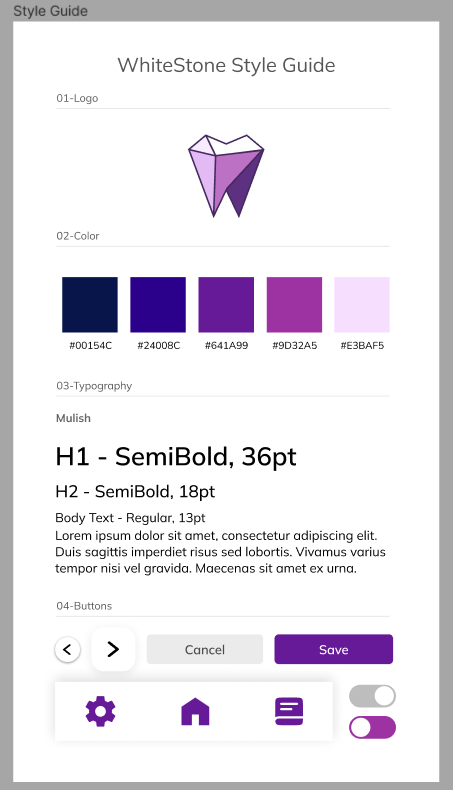 Style Guide
WhiteStone Style Guide
01-Logo
02-Color
#00154C #24008C #641A99 #9D32A5 #E3BAF5
03-Typography
Mulish
H1 - SemiBold, 36pt
H2 - SemiBold, 18pt
Body Text - Regular, 13pt
Lorem ipsum dolor sit amet, consectetur adipiscing elit.
Duis sagittis imperdiet risus sed lobortis. Vivamus varius
tempor nisi vel gravida. Maecenas sit amet ex urna.
04-Buttons
Cancel Save